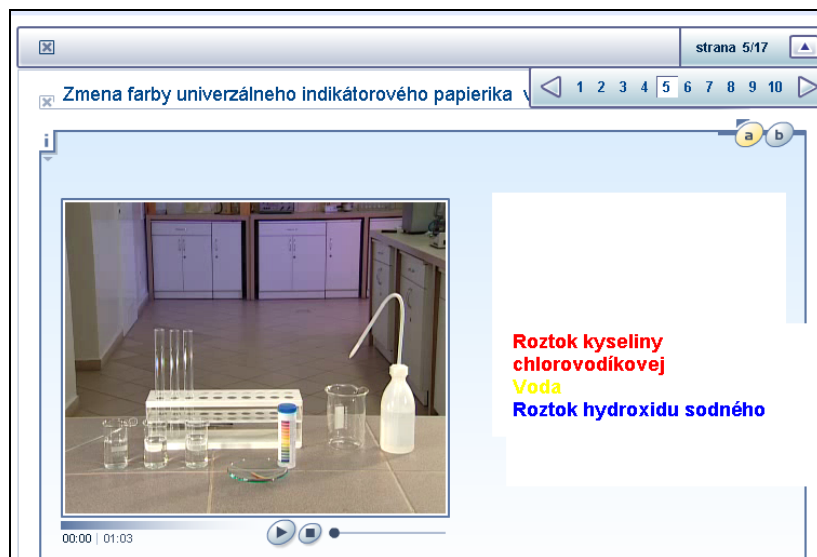 strana 5/17
1 2 3 4 5 6 7 8 9 10
Zmena farby univerzálneho indikátorového papierika v
i
a b
Roztok kyseliny
chlorovodíkovej
Voda
Roztok hydroxidu sodného
00:00 | 01:03